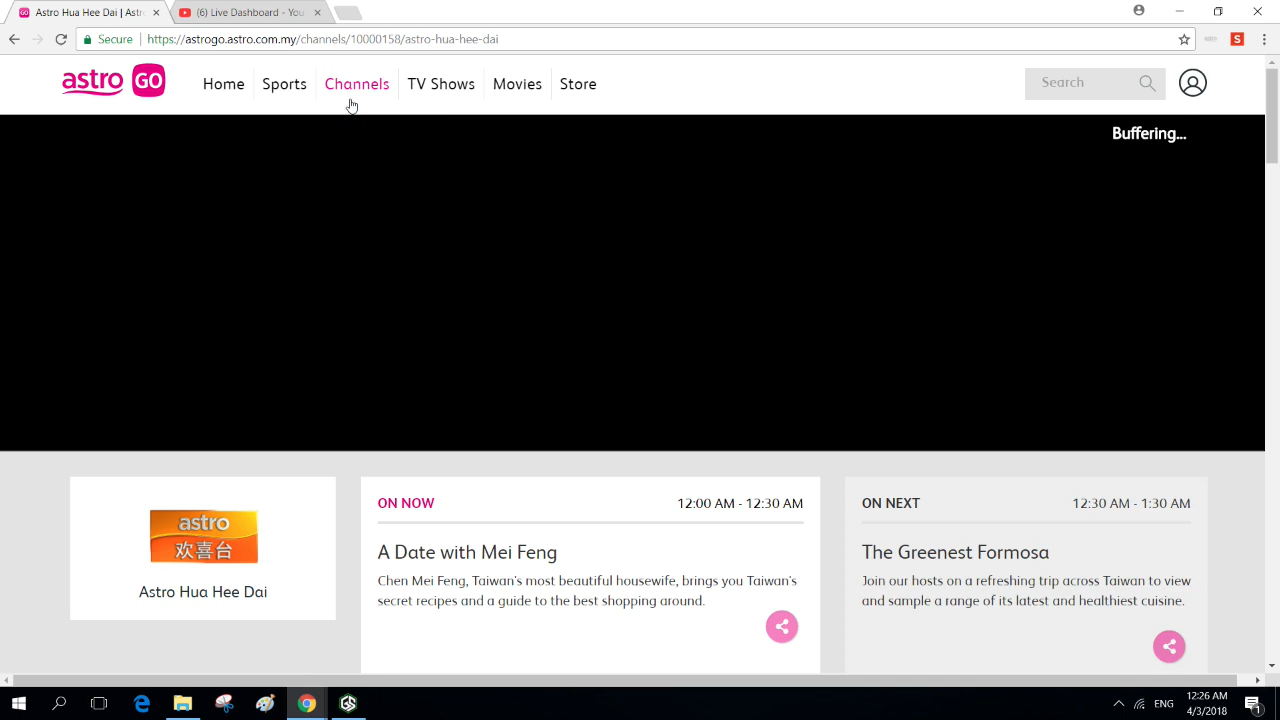 Astro Hua Hee Dai | Astr
(6) Live Dashboard - You
Secure
https://astrogo.astro.com.my/channels/10000158/astro-hua-hee-dai
S
astro GO
Home
Sports
Channels
TV Shows
Movies
Store
Search
Buffering...
astro
欢喜台
Astro Hua Hee Dai
ON NOW
12:00 AM - 12:30 AM
A Date with Mei Feng
Chen Mei Feng, Taiwan's most beautiful housewife, brings you Taiwan's
secret recipes and a guide to the best shopping around.
ON NEXT
12:30 AM - 1:30 AM
The Greenest Formosa
Join our hosts on a refreshing trip across Taiwan to view
and sample a range of its latest and healthiest cuisine.
ENG
12:26 AM
4/3/2018
1